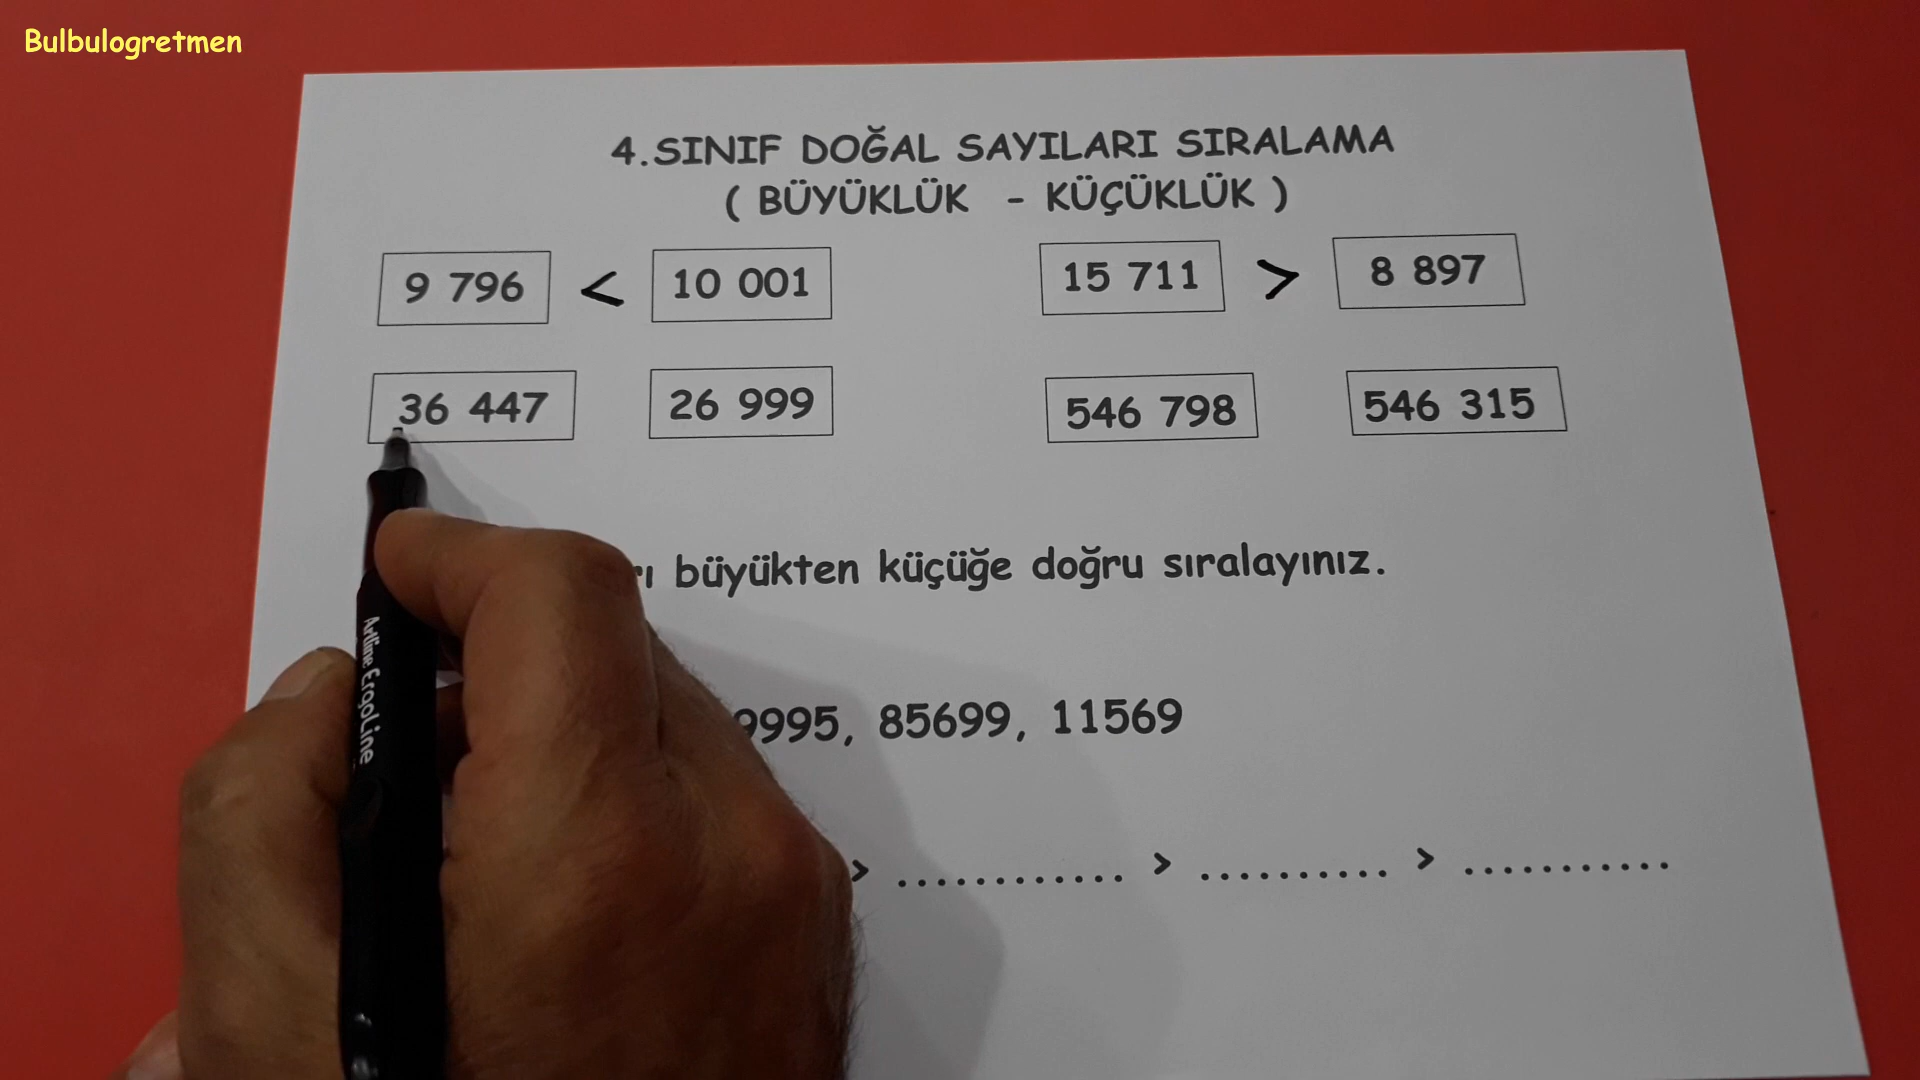 Bulbulogretmen
4.SINIF DOĞAL SAYILARI SIRALAMA
( BÜYÜKLÜK - KÜÇÜKLÜK )
9 796 < 10 001 15 711 > 8 897
36 447 26 999 546 798 546 315
büyükten küçüğe doğru sıralayınız.
85699, 11569
> ............ > .......... > ...........
Artline ErgoLine